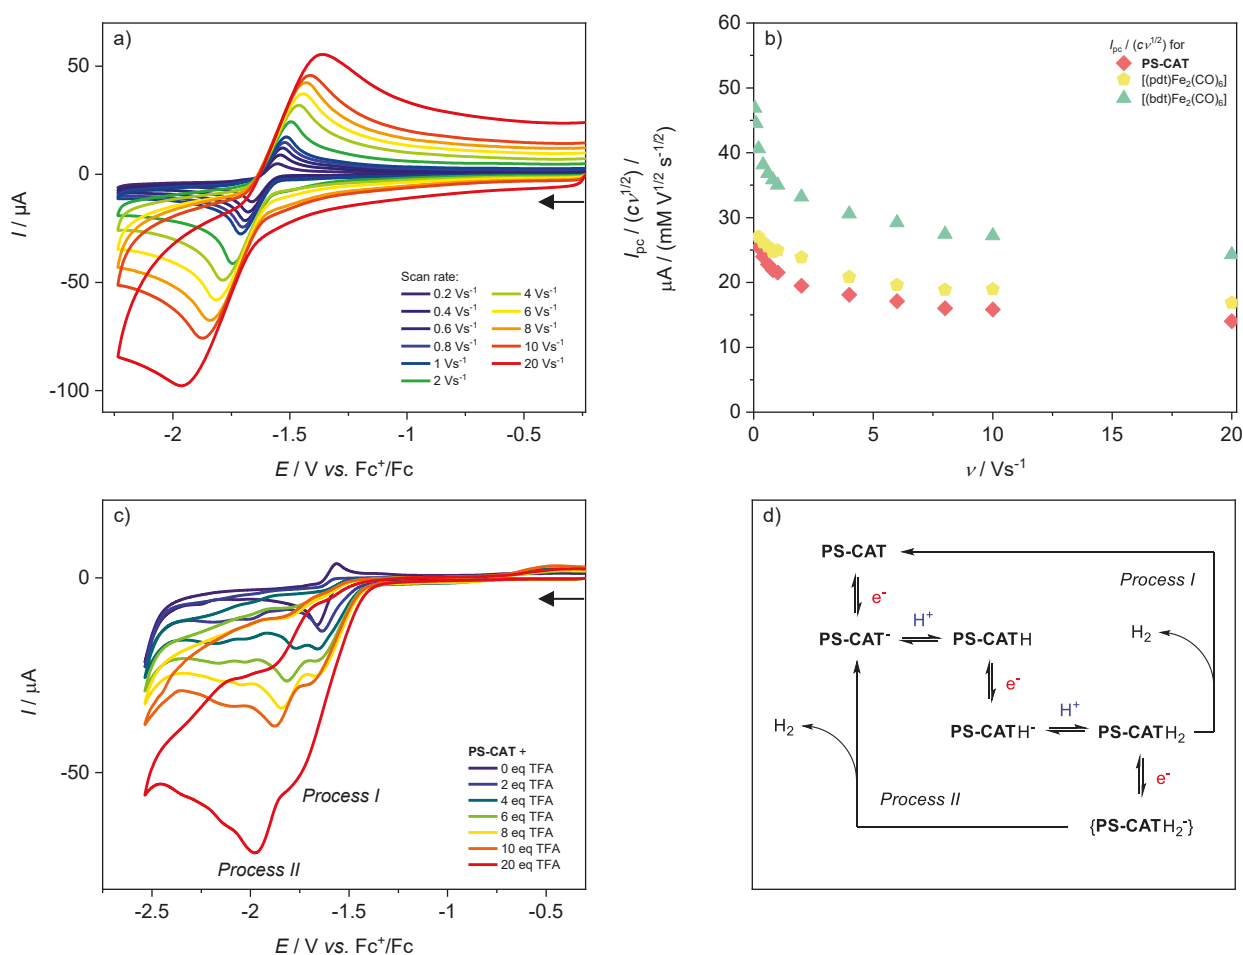 a)
50
0
-50
-100
I / µA
-2
-1.5
-1
-0.5
E / V vs. Fc⁺/Fc
Scan rate:
0.2 Vs⁻¹
0.4 Vs⁻¹
0.6 Vs⁻¹
0.8 Vs⁻¹
1 Vs⁻¹
2 Vs⁻¹
4 Vs⁻¹
6 Vs⁻¹
8 Vs⁻¹
10 Vs⁻¹
20 Vs⁻¹
b)
60
50
40
30
20
10
0
I_pc / (cν^1/2) /
µA / (mM V^1/2 s^-1/2)
0
5
10
15
20
ν / Vs⁻¹
I_pc / (cν^1/2) for
PS-CAT
[(pdt)Fe₂(CO)₆]
[(bdt)Fe₂(CO)₆]
c)
0
-50
I / µA
-2.5
-2
-1.5
-1
-0.5
E / V vs. Fc⁺/Fc
Process I
Process II
PS-CAT +
0 eq TFA
2 eq TFA
4 eq TFA
6 eq TFA
8 eq TFA
10 eq TFA
20 eq TFA
d)
PS-CAT
Process I
e⁻
H⁺
H₂
PS-CAT⁻
PS-CATH
e⁻
H⁺
H₂
PS-CATH⁻
PS-CATH₂
e⁻
Process II
{PS-CATH₂⁻}